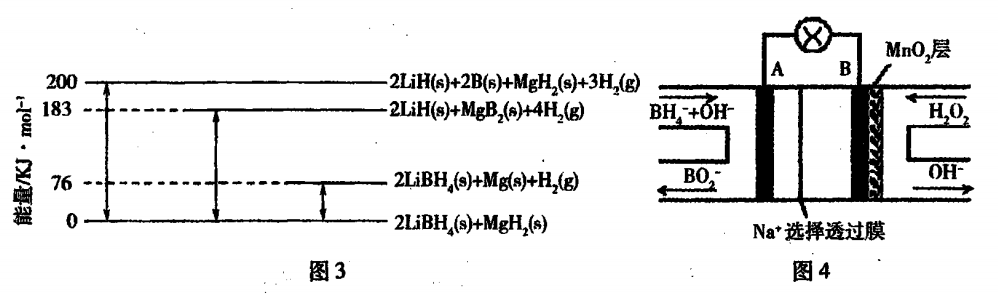 能量/KJ·mol⁻¹
200
2LiH(s)+2B(s)+MgH₂(s)+3H₂(g)
183
2LiH(s)+MgB₂(s)+4H₂(g)
76
2LiBH₄(s)+Mg(s)+H₂(g)
0
2LiBH₄(s)+MgH₂(s)
图3
A
B
MnO₂层
BH₄⁻+OH⁻
BO₂⁻
H₂O₂
OH⁻
Na⁺选择透过膜
图4